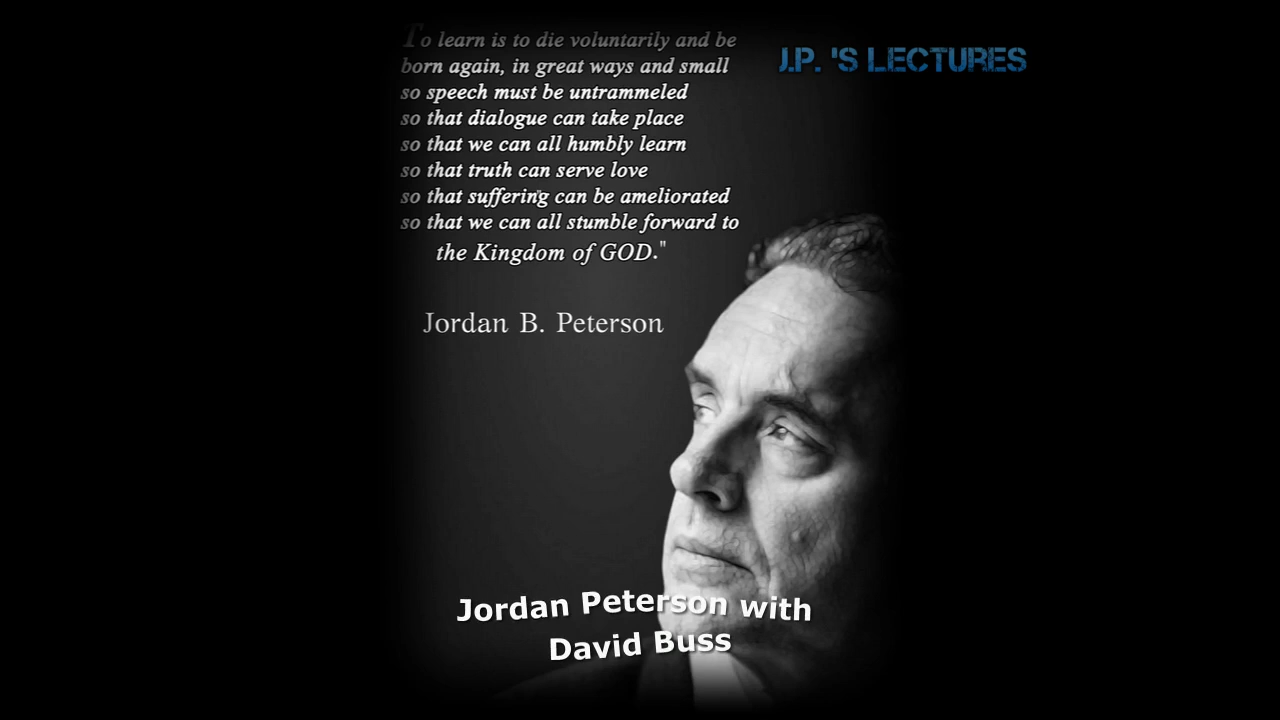 To learn is to die voluntarily and be
born again, in great ways and small
so speech must be untrammeled
so that dialogue can take place
so that we can all humbly learn
so that truth can serve love
so that suffering can be ameliorated
so that we can all stumble forward to
the Kingdom of GOD."
Jordan B. Peterson
J.P. 'S LECTURES
Jordan Peterson with
David Buss